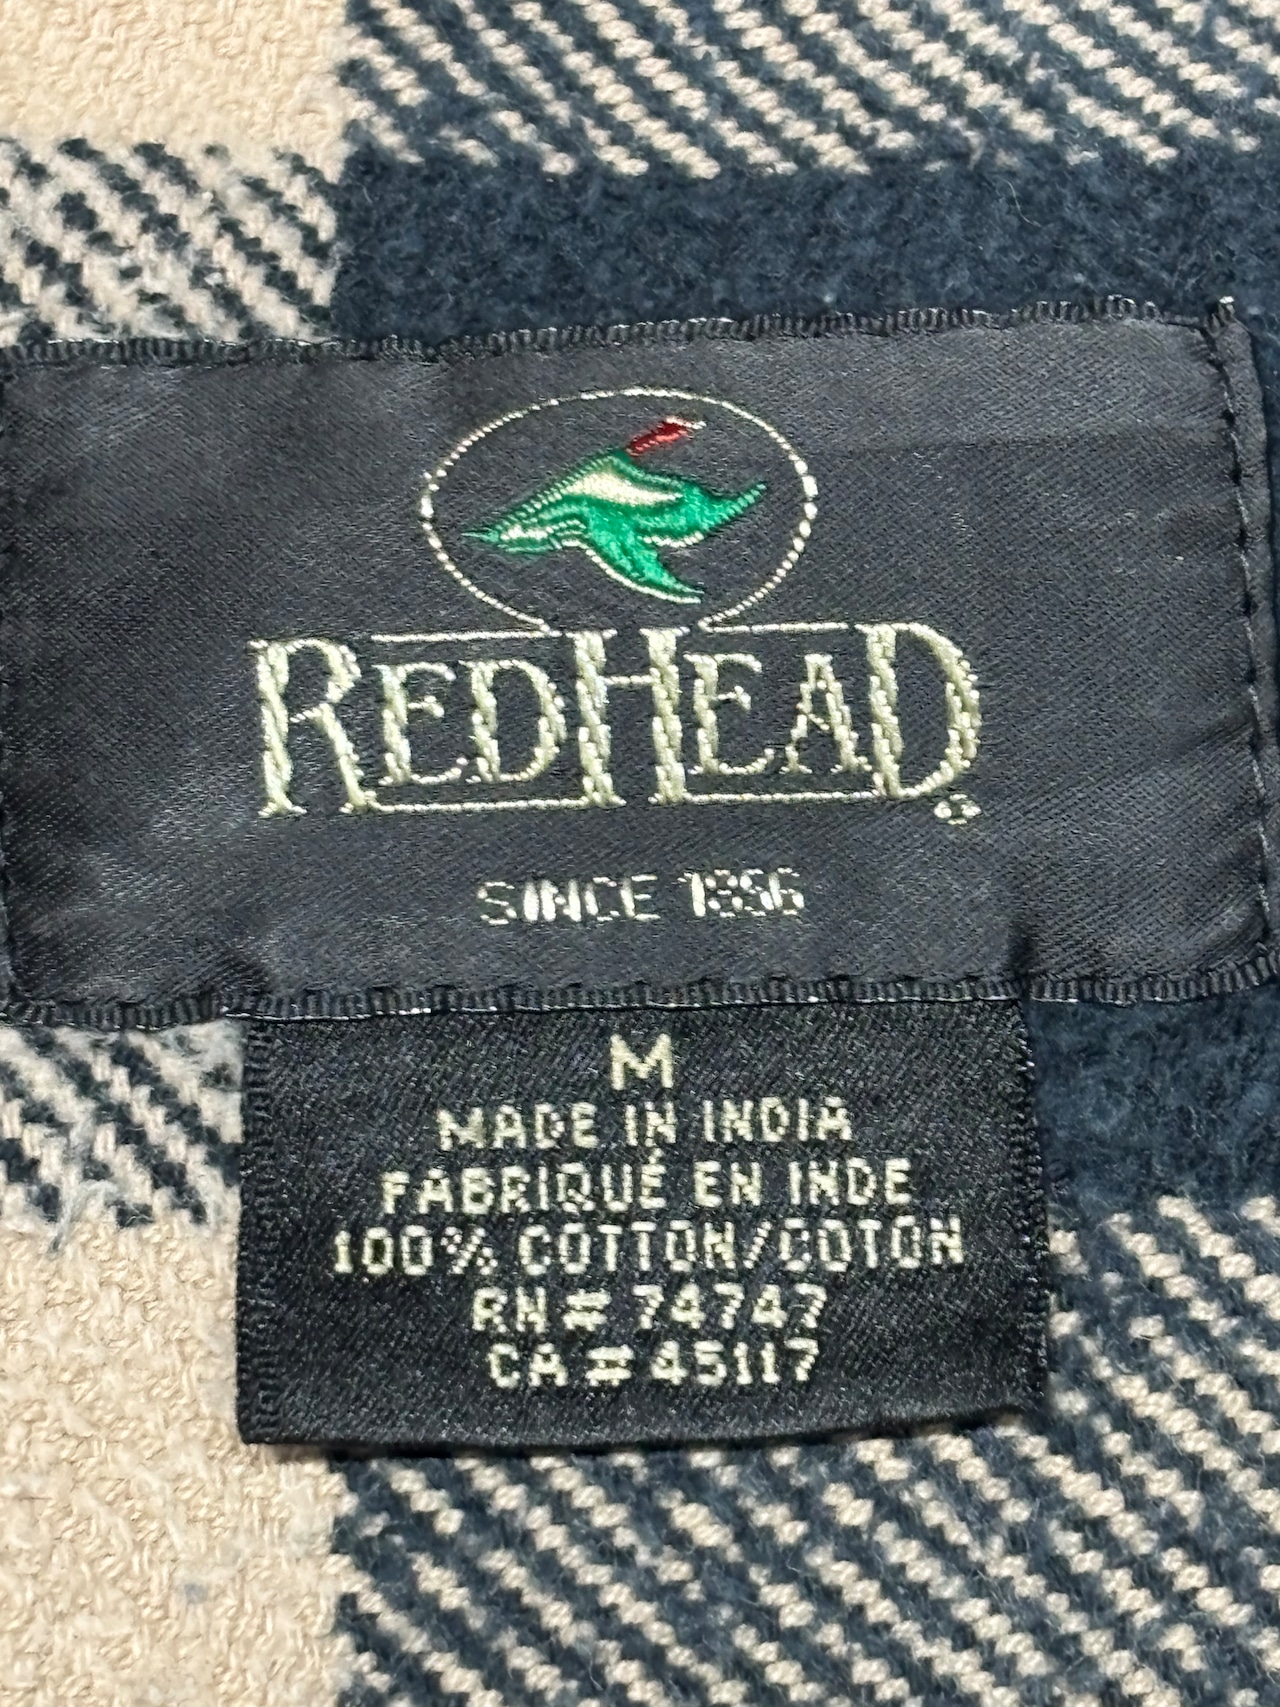 REDHEAD®
SINCE 1856
M
MADE IN INDIA
FABRIQUÉ EN INDE
100% COTTON/COTON
RN # 74747
CA # 45117